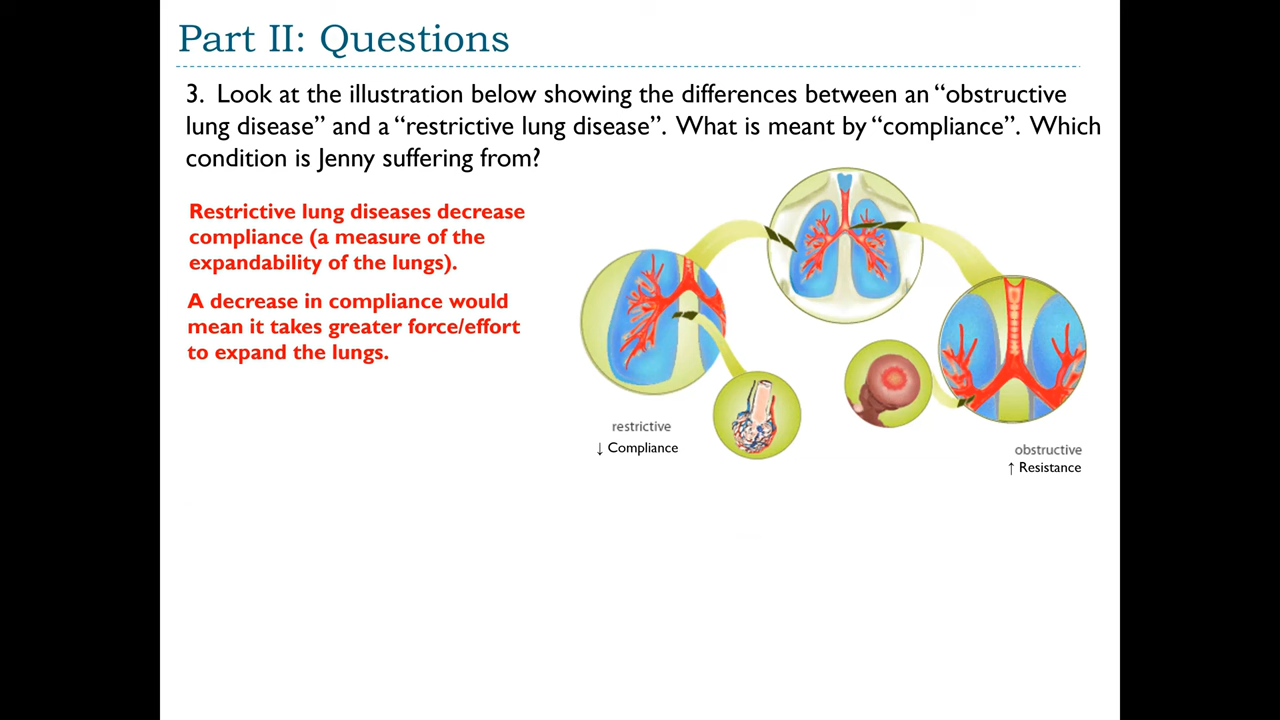 Part II: Questions
3. Look at the illustration below showing the differences between an “obstructive
lung disease” and a “restrictive lung disease”. What is meant by “compliance”. Which
condition is Jenny suffering from?
Restrictive lung diseases decrease
compliance (a measure of the
expandability of the lungs).
A decrease in compliance would
mean it takes greater force/effort
to expand the lungs.
restrictive
↓ Compliance
obstructive
↑ Resistance